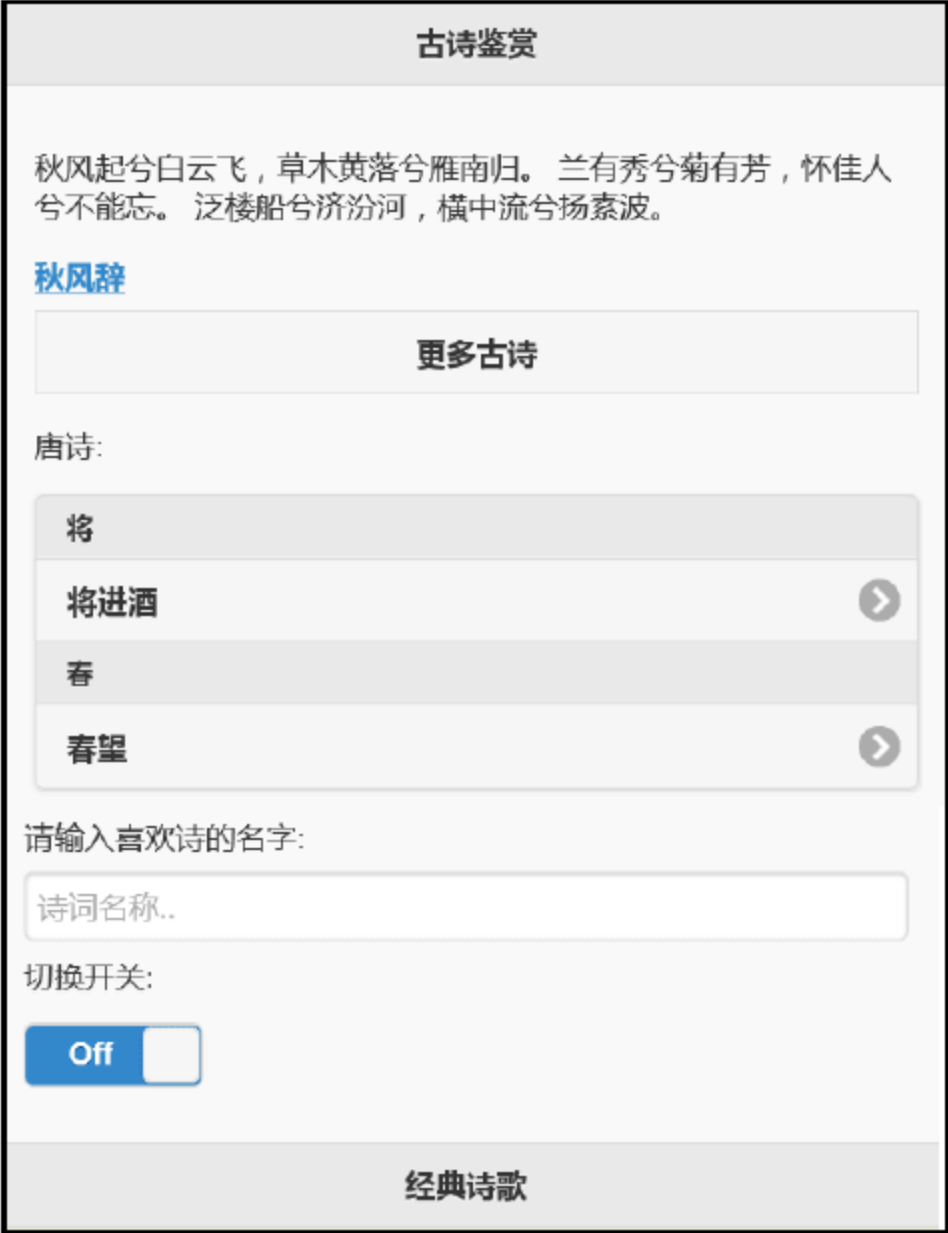 古诗鉴赏
秋风起兮白云飞，草木黄落兮雁南归。 兰有秀兮菊有芳，怀佳人
兮不能忘。 泛楼船兮济汾河，横中流兮扬素波。
秋风辞
更多古诗
唐诗:
将
将进酒
春
春望
请输入喜欢诗的名字:
诗词名称..
切换开关:
Off
经典诗歌